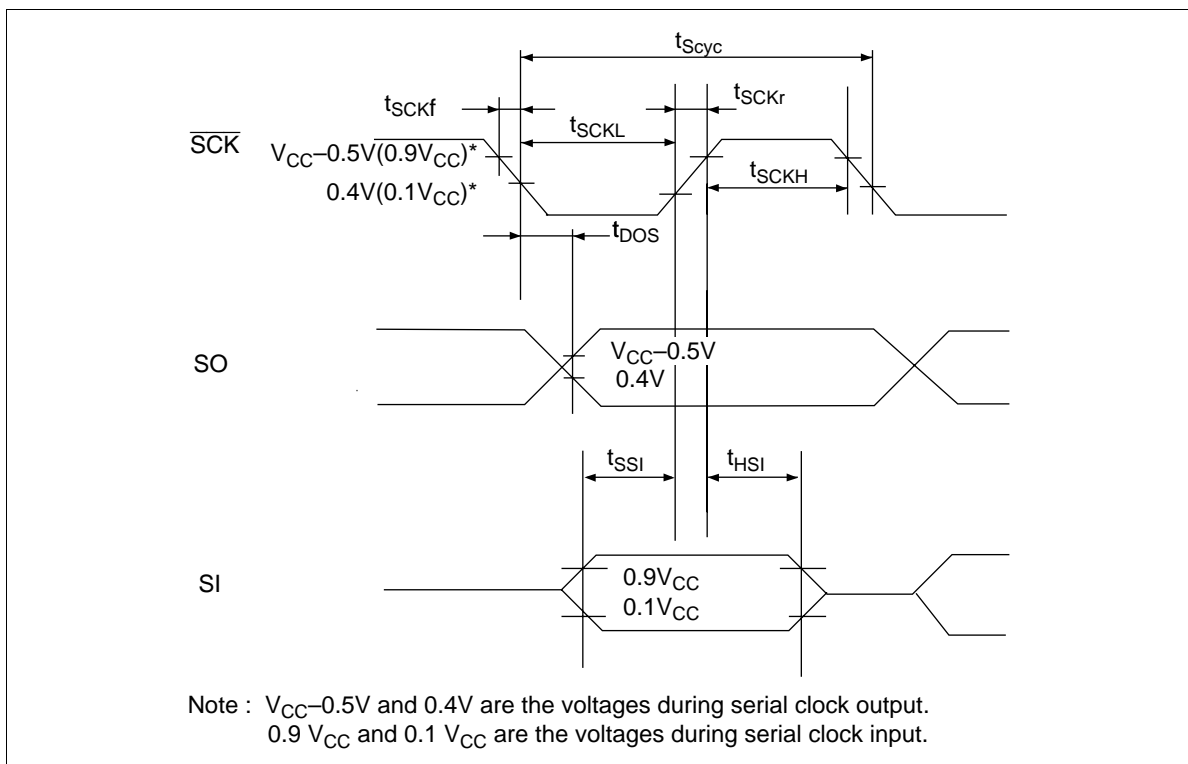 tScyc
tSCKf
tSCKr
tSCKL
SCK
VCC–0.5V(0.9VCC)*
tSCKH
0.4V(0.1VCC)*
tDOS
SO
VCC–0.5V
0.4V
tSSI
tHSI
SI
0.9VCC
0.1VCC
Note : VCC–0.5V and 0.4V are the voltages during serial clock output.
0.9 VCC and 0.1 VCC are the voltages during serial clock input.